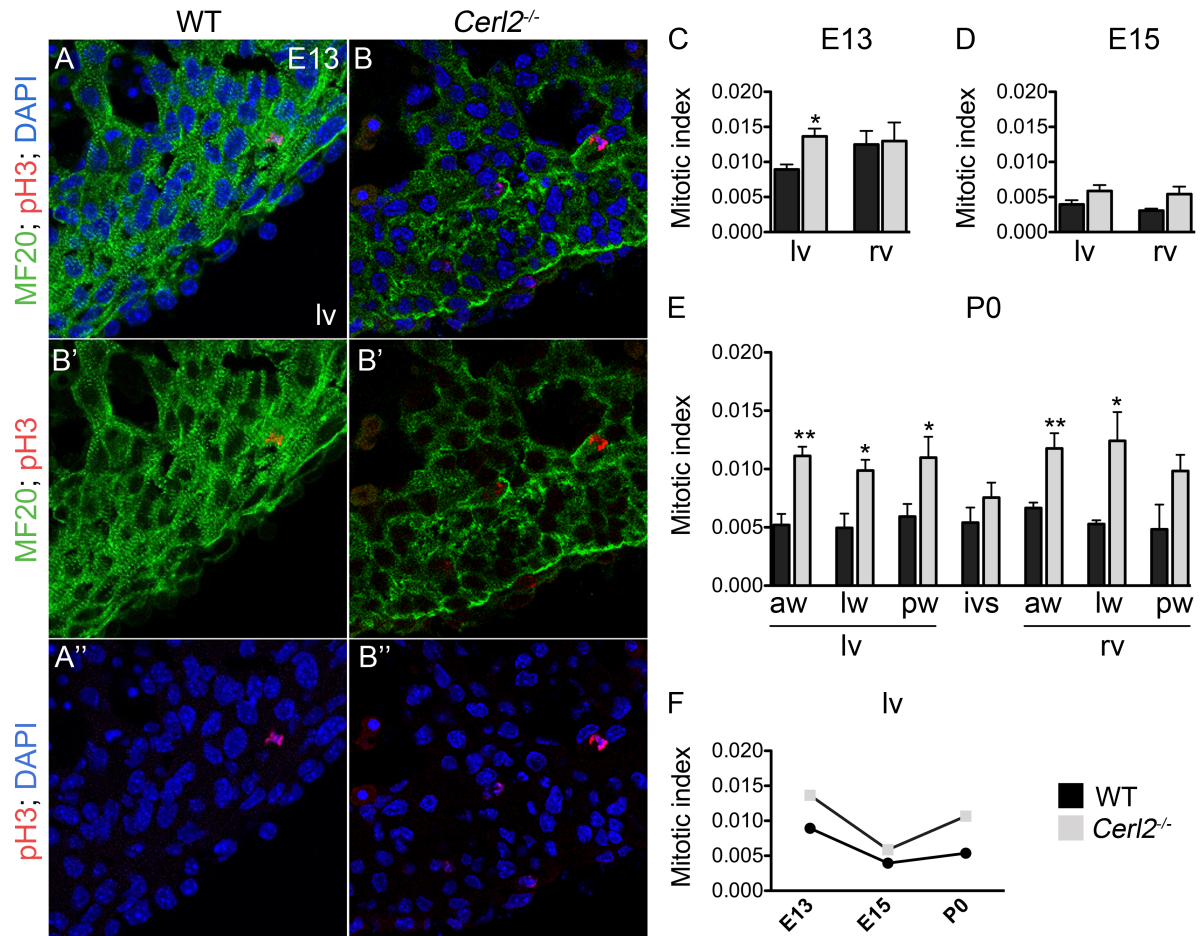 WT
Cerl2-/-
MF20; pH3; DAPI
A
E13
B
lv
MF20; pH3
B’
B’
pH3; DAPI
A’’
B’’
C
E13
Mitotic index
0.020
0.015
0.010
0.005
0.000
*
lv
rv
D
E15
Mitotic index
0.020
0.015
0.010
0.005
0.000
lv
rv
E
P0
Mitotic index
0.020
0.015
0.010
0.005
0.000
** * * ** *
aw lw pw ivs aw lw pw
lv rv
F
lv
Mitotic index
0.020
0.015
0.010
0.005
0.000
E13 E15 P0
WT
Cerl2-/-